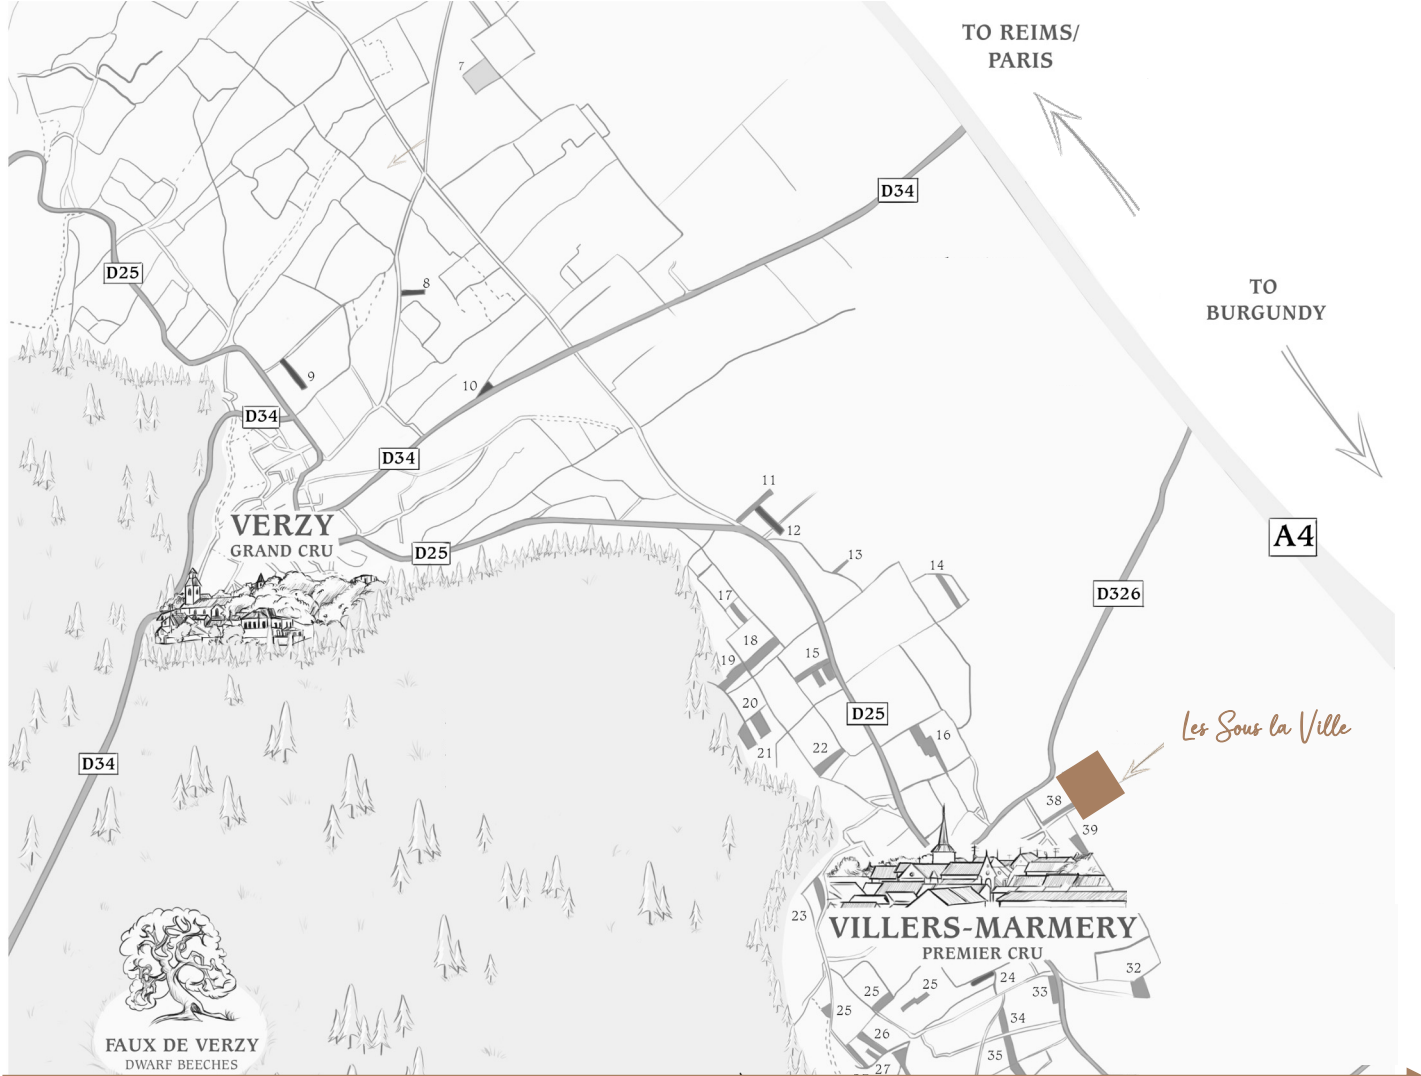 TO REIMS/
PARIS
7
D34
D25
TO
BURGUNDY
8
9
10
D34
D34
11
12
VERZY
GRAND CRU
D25
A4
13
14
D326
17
18
15
19
20
D25
Les Sous la Ville
16
21
22
D34
38
39
23
VILLERS-MARMERY
PREMIER CRU
32
24
25
25
33
25
34
26
FAUX DE VERZY
DWARF BEECHES
35
27